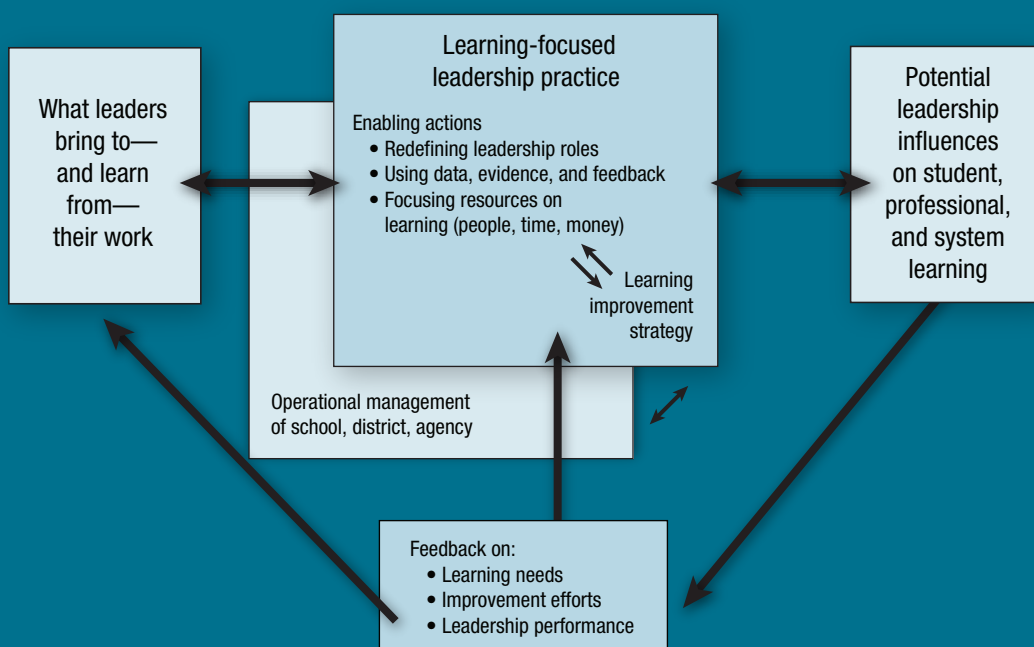 What leaders
bring to—
and learn
from—
their work
Learning-focused
leadership practice
Enabling actions
• Redefining leadership roles
• Using data, evidence, and feedback
• Focusing resources on
learning (people, time, money)
Learning
improvement
strategy
Potential
leadership
influences
on student,
professional,
and system
learning
Operational management
of school, district, agency
Feedback on:
• Learning needs
• Improvement efforts
• Leadership performance